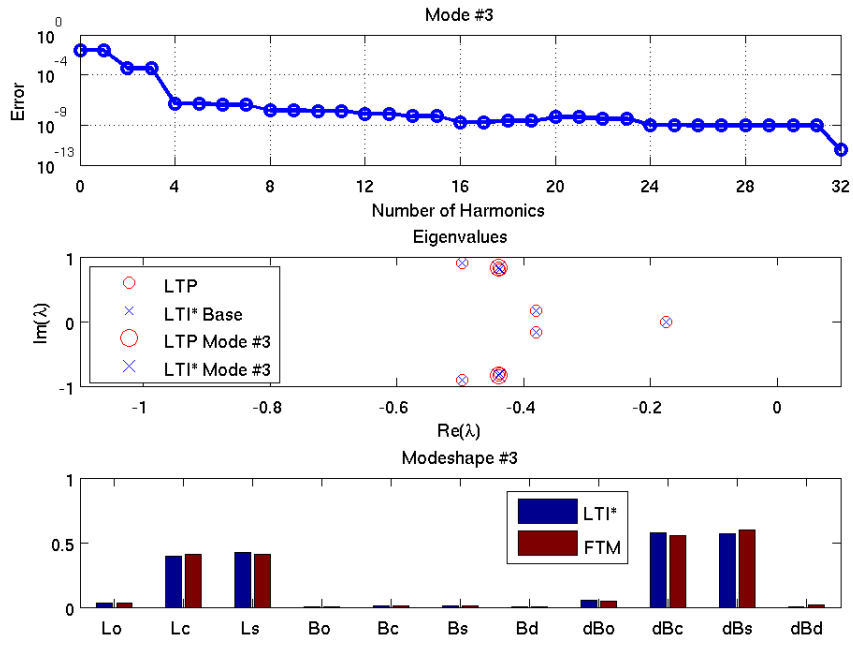 Mode #3
10^0
10^-4
10^-9
10^-13
Error
0 4 8 12 16 20 24 28 32
Number of Harmonics
Eigenvalues
1
0
-1
Im(λ)
LTP
LTI* Base
LTP Mode #3
LTI* Mode #3
-1 -0.8 -0.6 -0.4 -0.2 0
Re(λ)
Modeshape #3
1
0.5
0
LTI*
FTM
Lo Lc Ls Bo Bc Bs Bd dBo dBc dBs dBd